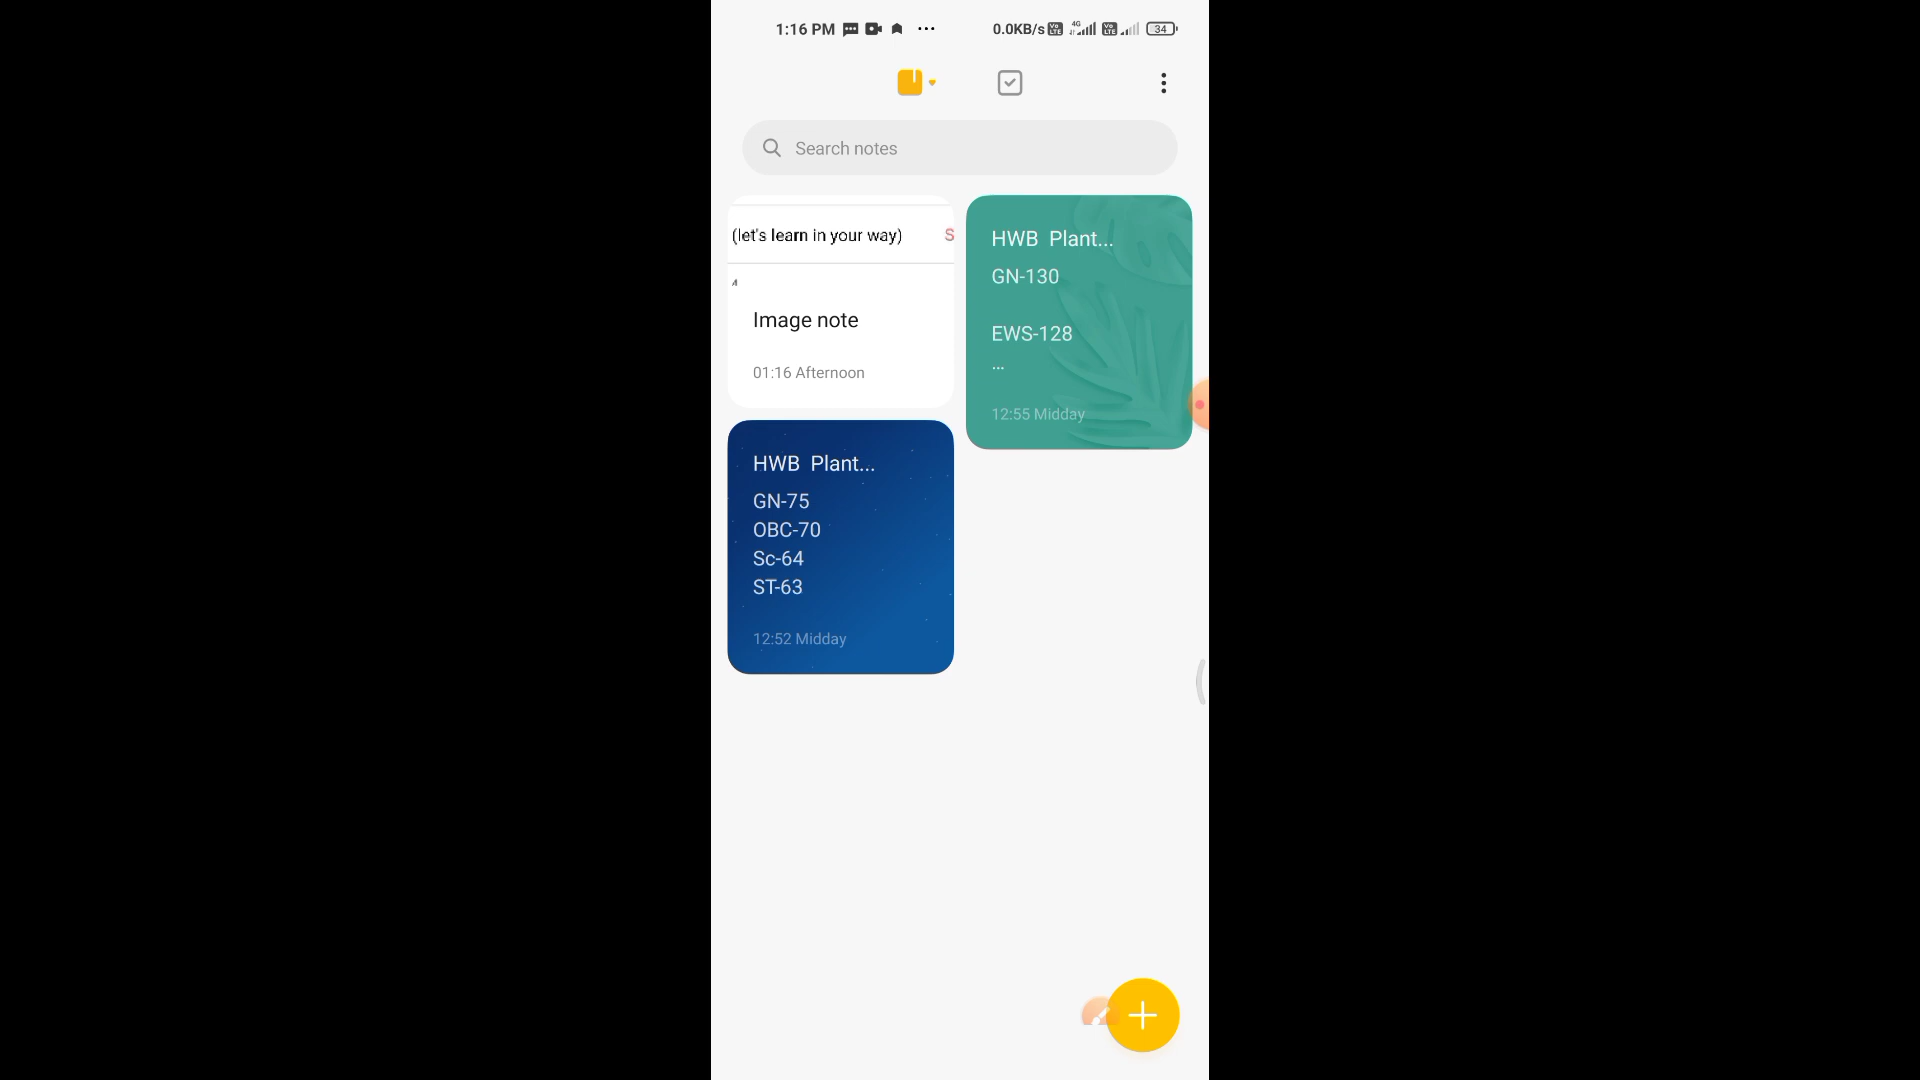 1:16 PM
0.0KB/s
4G
34
Search notes
(let's learn in your way)
S
Image note
01:16 Afternoon
HWB Plant...
GN-130
EWS-128
...
12:55 Midday
HWB Plant...
GN-75
OBC-70
Sc-64
ST-63
12:52 Midday